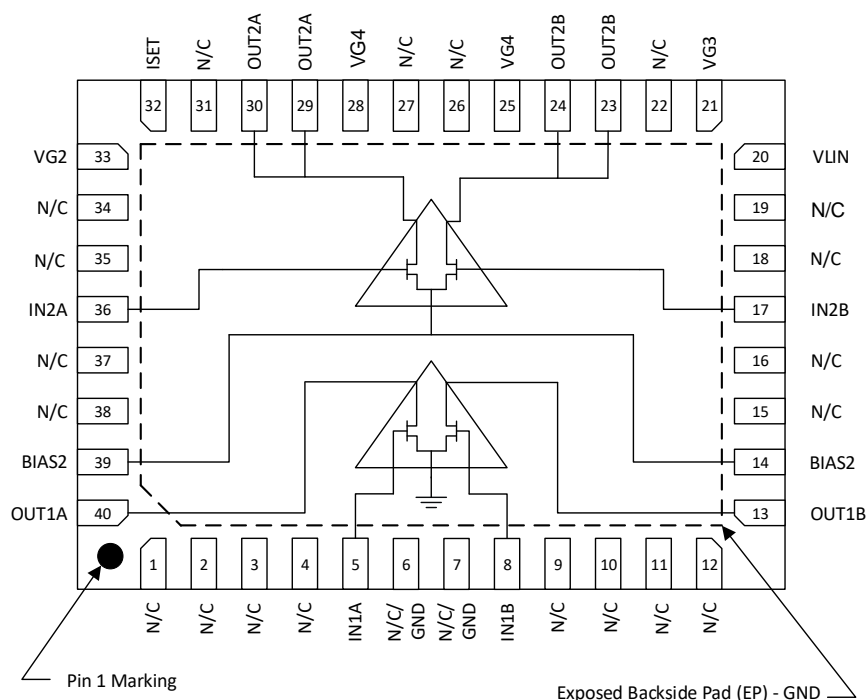 ISET
N/C
OUT2A
OUT2A
VG4
N/C
N/C
VG4
OUT2B
OUT2B
N/C
VG3
32
31
30
29
28
27
26
25
24
23
22
21
VG2 33
20 VLIN
N/C 34
19 N/C
N/C 35
18 N/C
IN2A 36
17 IN2B
N/C 37
16 N/C
N/C 38
15 N/C
BIAS2 39
14 BIAS2
OUT1A 40
13 OUT1B
1
2
3
4
5
6
7
8
9
10
11
12
N/C
N/C
N/C
N/C
IN1A
N/C/
GND
N/C/
GND
IN1B
N/C
N/C
N/C
N/C
Pin 1 Marking
Exposed Backside Pad (EP) - GND